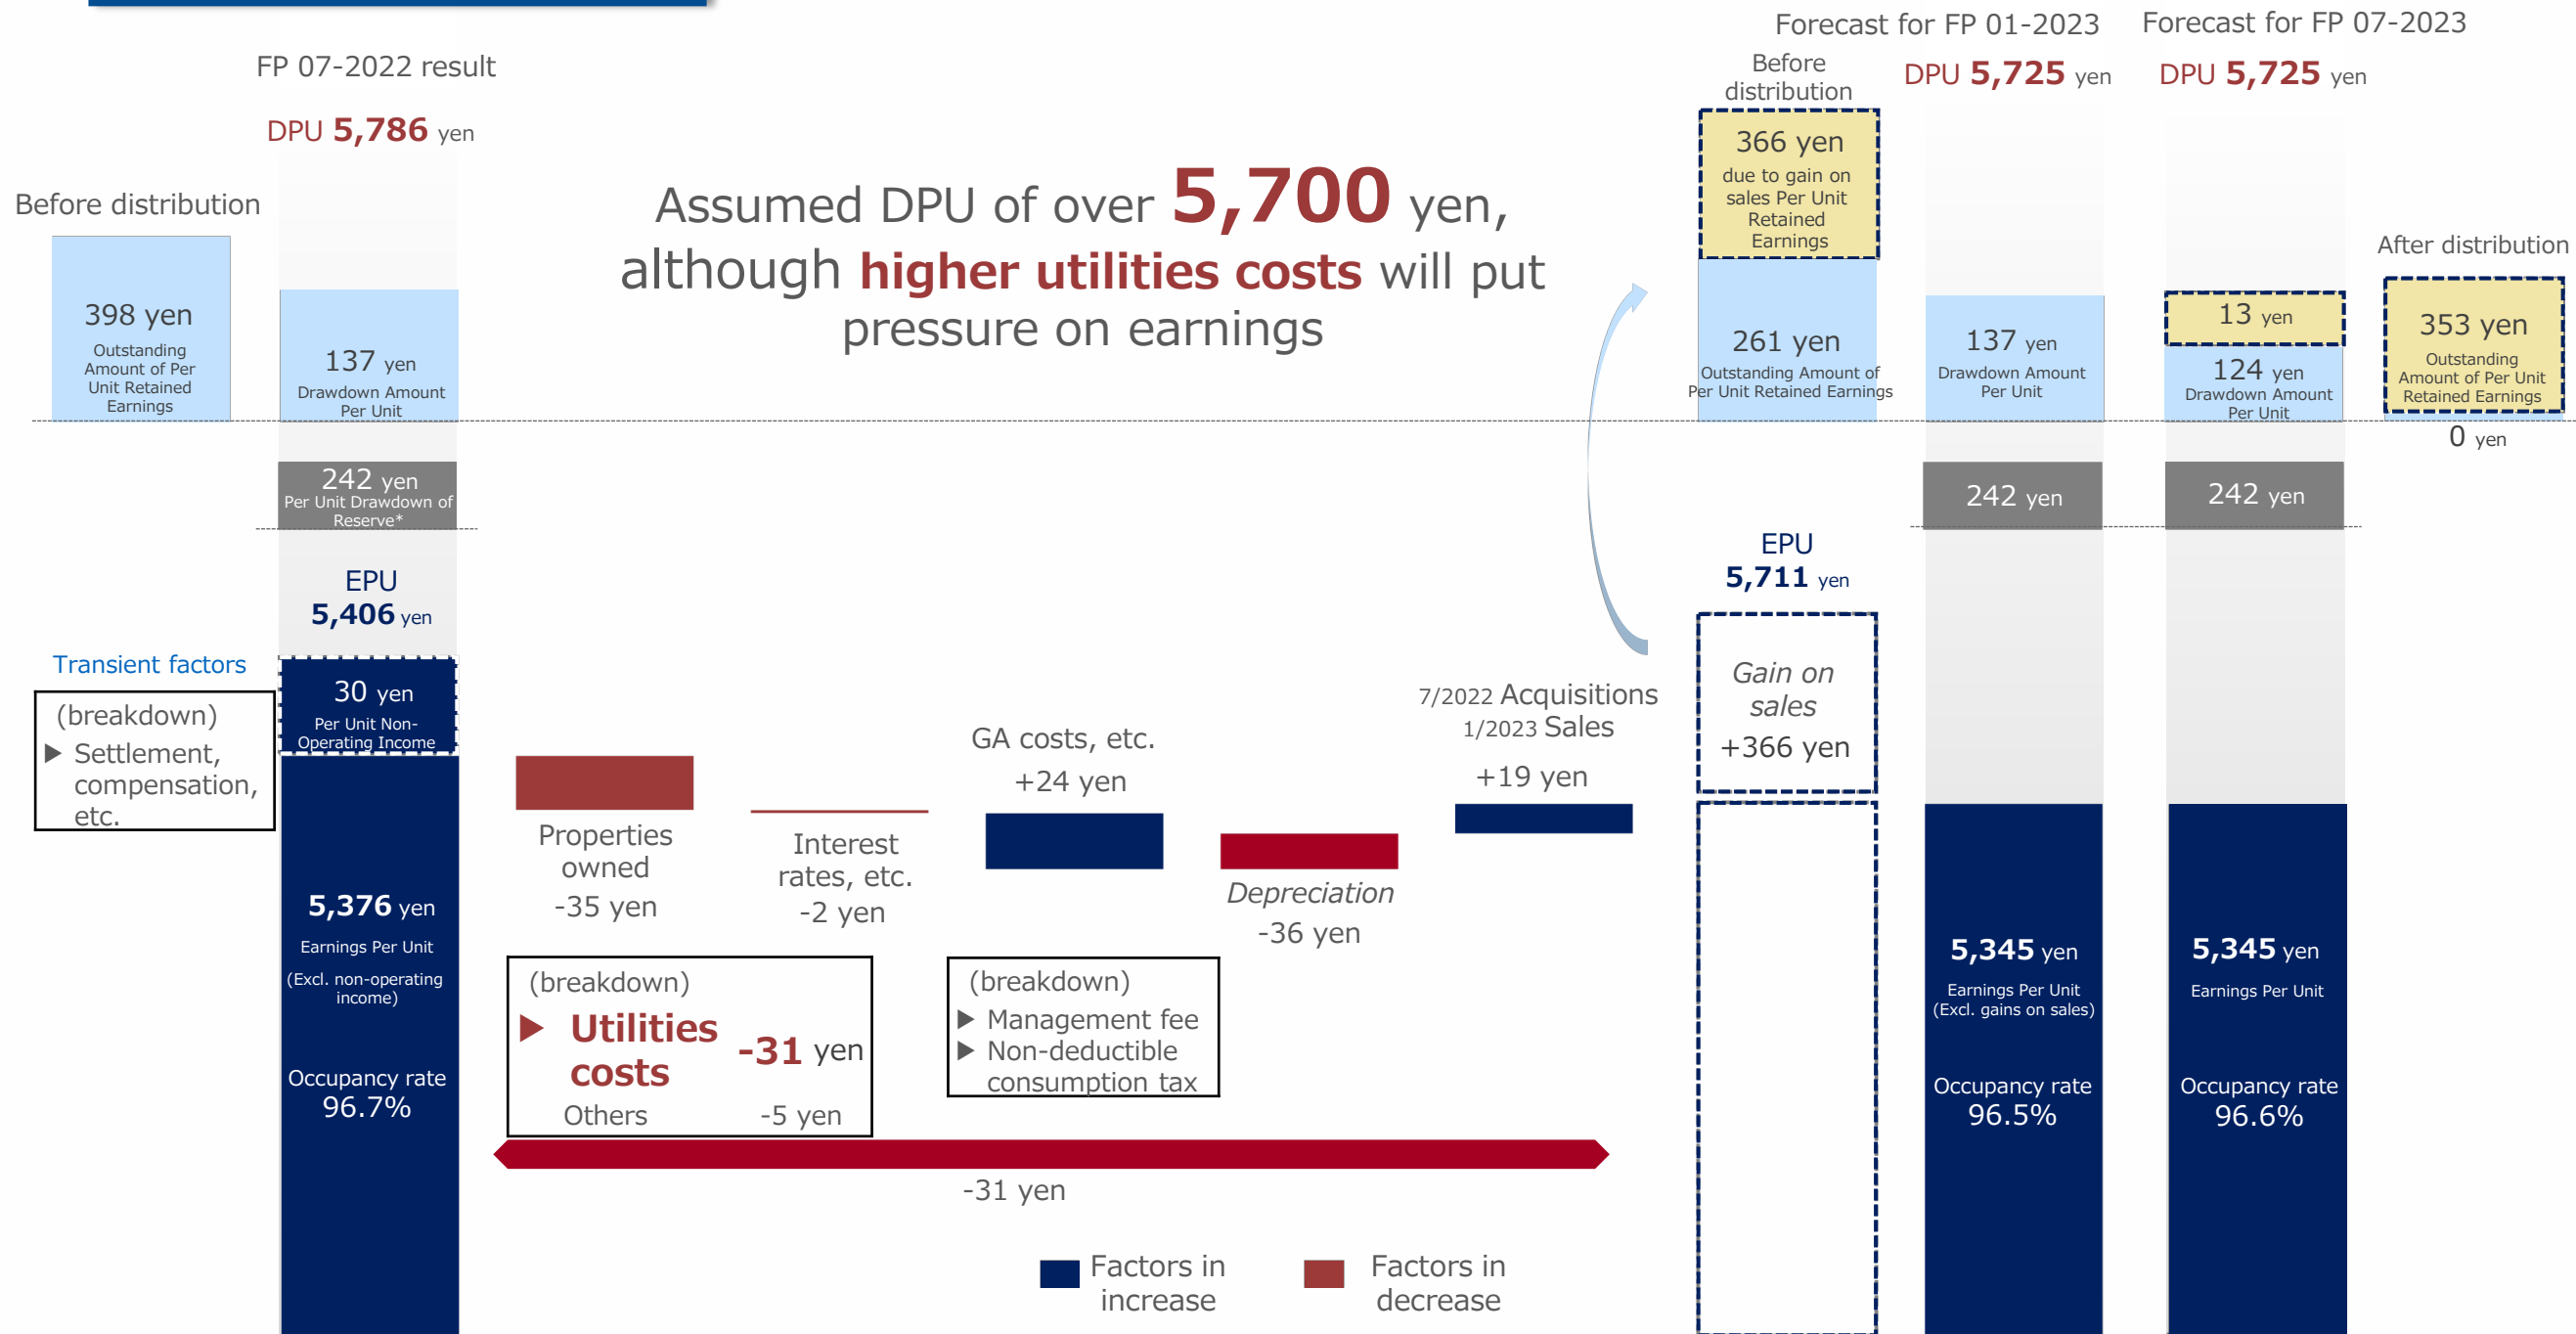 FP 07-2022 result
DPU 5,786 yen
Before distribution
398 yen
Outstanding
Amount of Per
Unit Retained
Earnings
137 yen
Drawdown Amount
Per Unit
242 yen
Per Unit Drawdown of
Reserve*
EPU
5,406 yen
Transient factors
(breakdown)
▶ Settlement,
compensation,
etc.
30 yen
Per Unit Non-
Operating Income
5,376 yen
Earnings Per Unit
(Excl. non-operating
income)
Occupancy rate
96.7%
Assumed DPU of over 5,700 yen,
although higher utilities costs will put
pressure on earnings
Properties
owned
-35 yen
Interest
rates, etc.
-2 yen
GA costs, etc.
+24 yen
Depreciation
-36 yen
7/2022 Acquisitions
1/2023 Sales
+19 yen
(breakdown)
▶ Utilities
costs
-31 yen
Others -5 yen
(breakdown)
▶ Management fee
▶ Non-deductible
consumption tax
-31 yen
Factors in
increase
Factors in
decrease
Forecast for FP 01-2023
Before
distribution
DPU 5,725 yen
366 yen
due to gain on
sales Per Unit
Retained
Earnings
261 yen
Outstanding Amount of
Per Unit Retained Earnings
EPU
5,711 yen
Gain on
sales
+366 yen
137 yen
Drawdown Amount
Per Unit
242 yen
5,345 yen
Earnings Per Unit
(Excl. gains on sales)
Occupancy rate
96.5%
Forecast for FP 07-2023
DPU 5,725 yen
13 yen
124 yen
Drawdown Amount
Per Unit
242 yen
5,345 yen
Earnings Per Unit
Occupancy rate
96.6%
After distribution
353 yen
Outstanding
Amount of Per Unit
Retained Earnings
0 yen